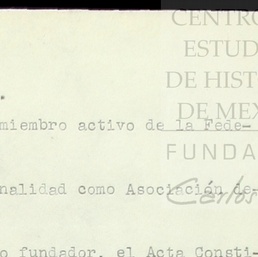 CENTRO
ESTUD
DE HIST
DE MEX
FUNDA
Carlos
miembro activo de la Fede-
nalidad como Asociación de-
o fundador, el Acta Consti-